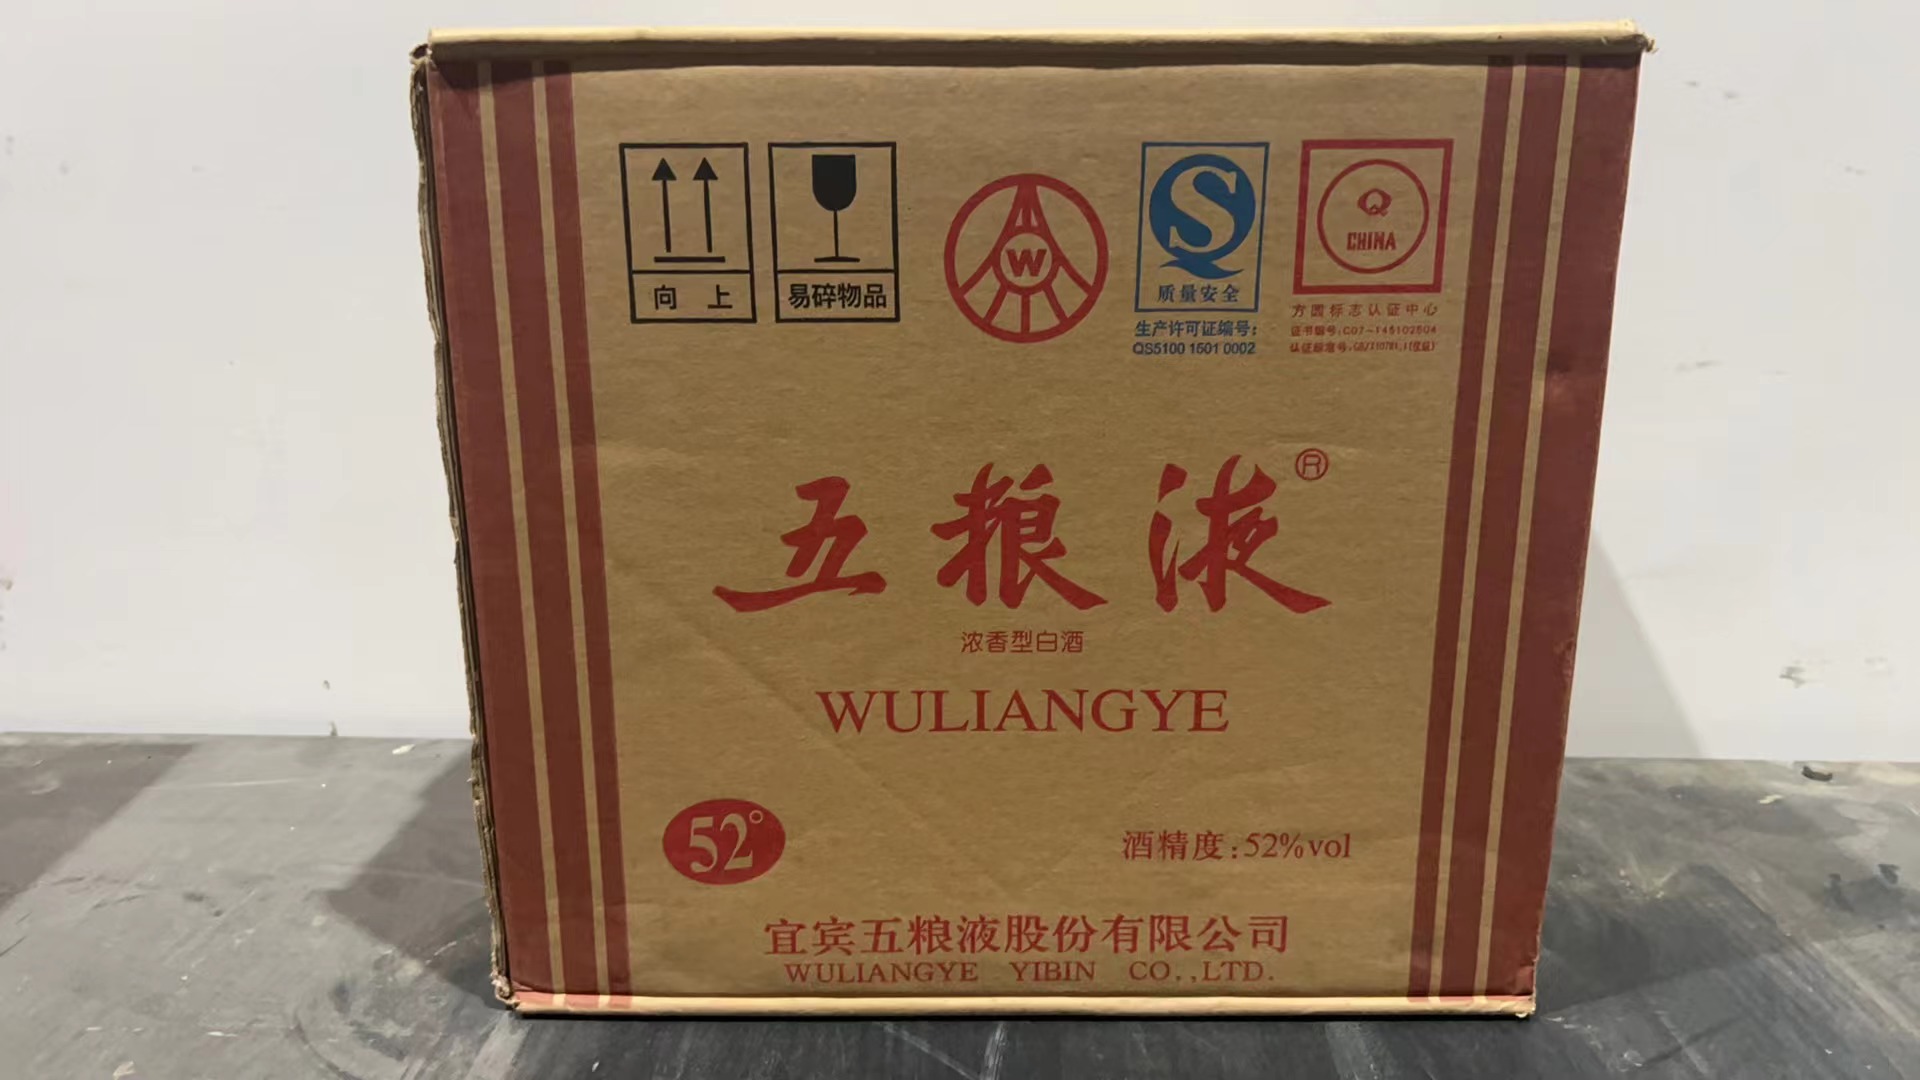 向 上
易碎物品
W
S
质量安全
生产许可证编号:
QS5100 1501 0002
Q
CHINA
方圆标志认证中心
五粮液®
浓香型白酒
WULIANGYE
52°
酒精度:52%vol
宜宾五粮液股份有限公司
WULIANGYE YIBIN CO.,LTD.